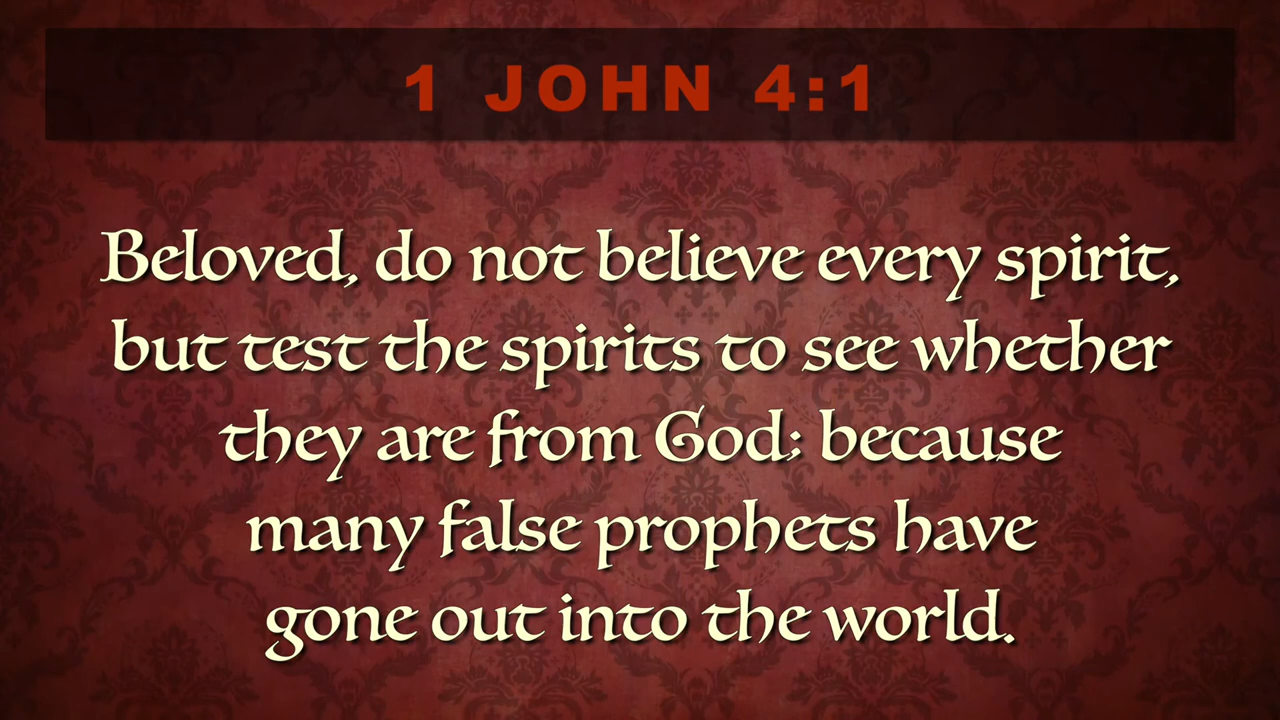 1 JOHN 4:1
Beloved, do not believe every spirit,
but test the spirits to see whether
they are from God; because
many false prophets have
gone out into the world.